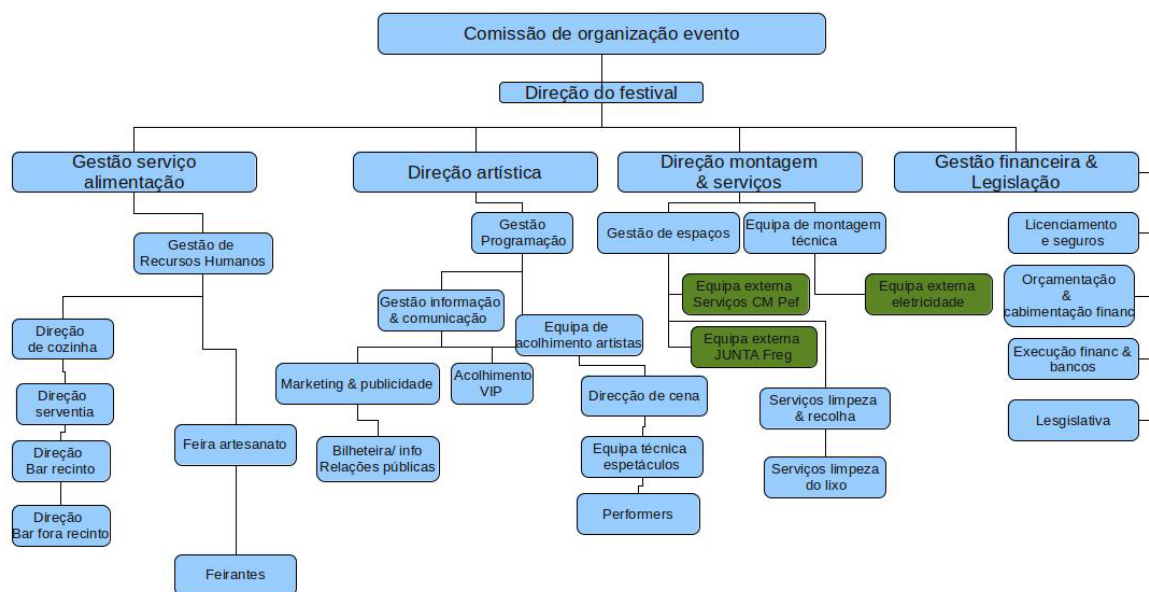 Comissão de organização evento
Direção do festival
Gestão serviço
alimentação
Direção artística
Direção montagem
& serviços
Gestão financeira &
Legislação
Gestão
Programação
Gestão de espaços
Equipa de montagem
técnica
Licenciamento
e seguros
Gestão de
Recursos Humanos
Equipa externa
Serviços CM Pef
Equipa externa
eletricidade
Orçamentação
&
cabimentação financ
Gestão informação
& comunicação
Direção
de cozinha
Equipa de
acolhimento artistas
Equipa externa
JUNTA Freg
Execução financ &
bancos
Marketing & publicidade
Acolhimento
VIP
Direcção de cena
Direção
serventia
Serviços limpeza
& recolha
Lesgislativa
Feira artesanato
Bilheteira/ info
Relações públicas
Equipa técnica
espetáculos
Direção
Bar recinto
Serviços limpeza
do lixo
Performers
Direção
Bar fora recinto
Feirantes